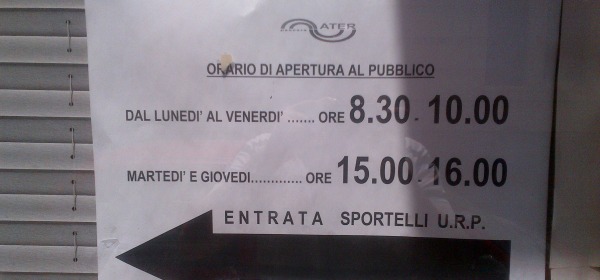 ATER
ORARIO DI APERTURA AL PUBBLICO
DAL LUNEDI' AL VENERDI' ....... ORE 8.30 - 10.00
MARTEDI' E GIOVEDI............. ORE 15.00 - 16.00
ENTRATA SPORTELLI U.R.P.